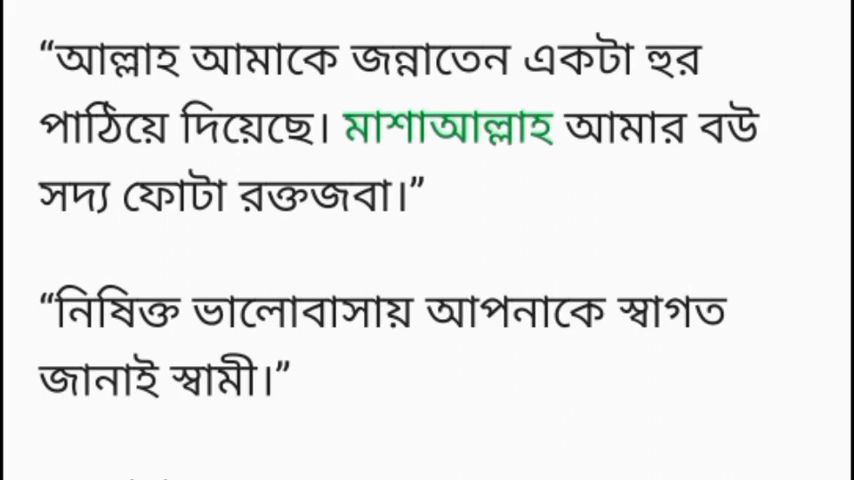 “আল্লাহ আমাকে জন্নাতেন একটা হুর
পাঠিয়ে দিয়েছে। মাশাআল্লাহ আমার বউ
সদ্য ফোটা রক্তজবা।”
“নিষিক্ত ভালোবাসায় আপনাকে স্বাগত
জানাই স্বামী।”